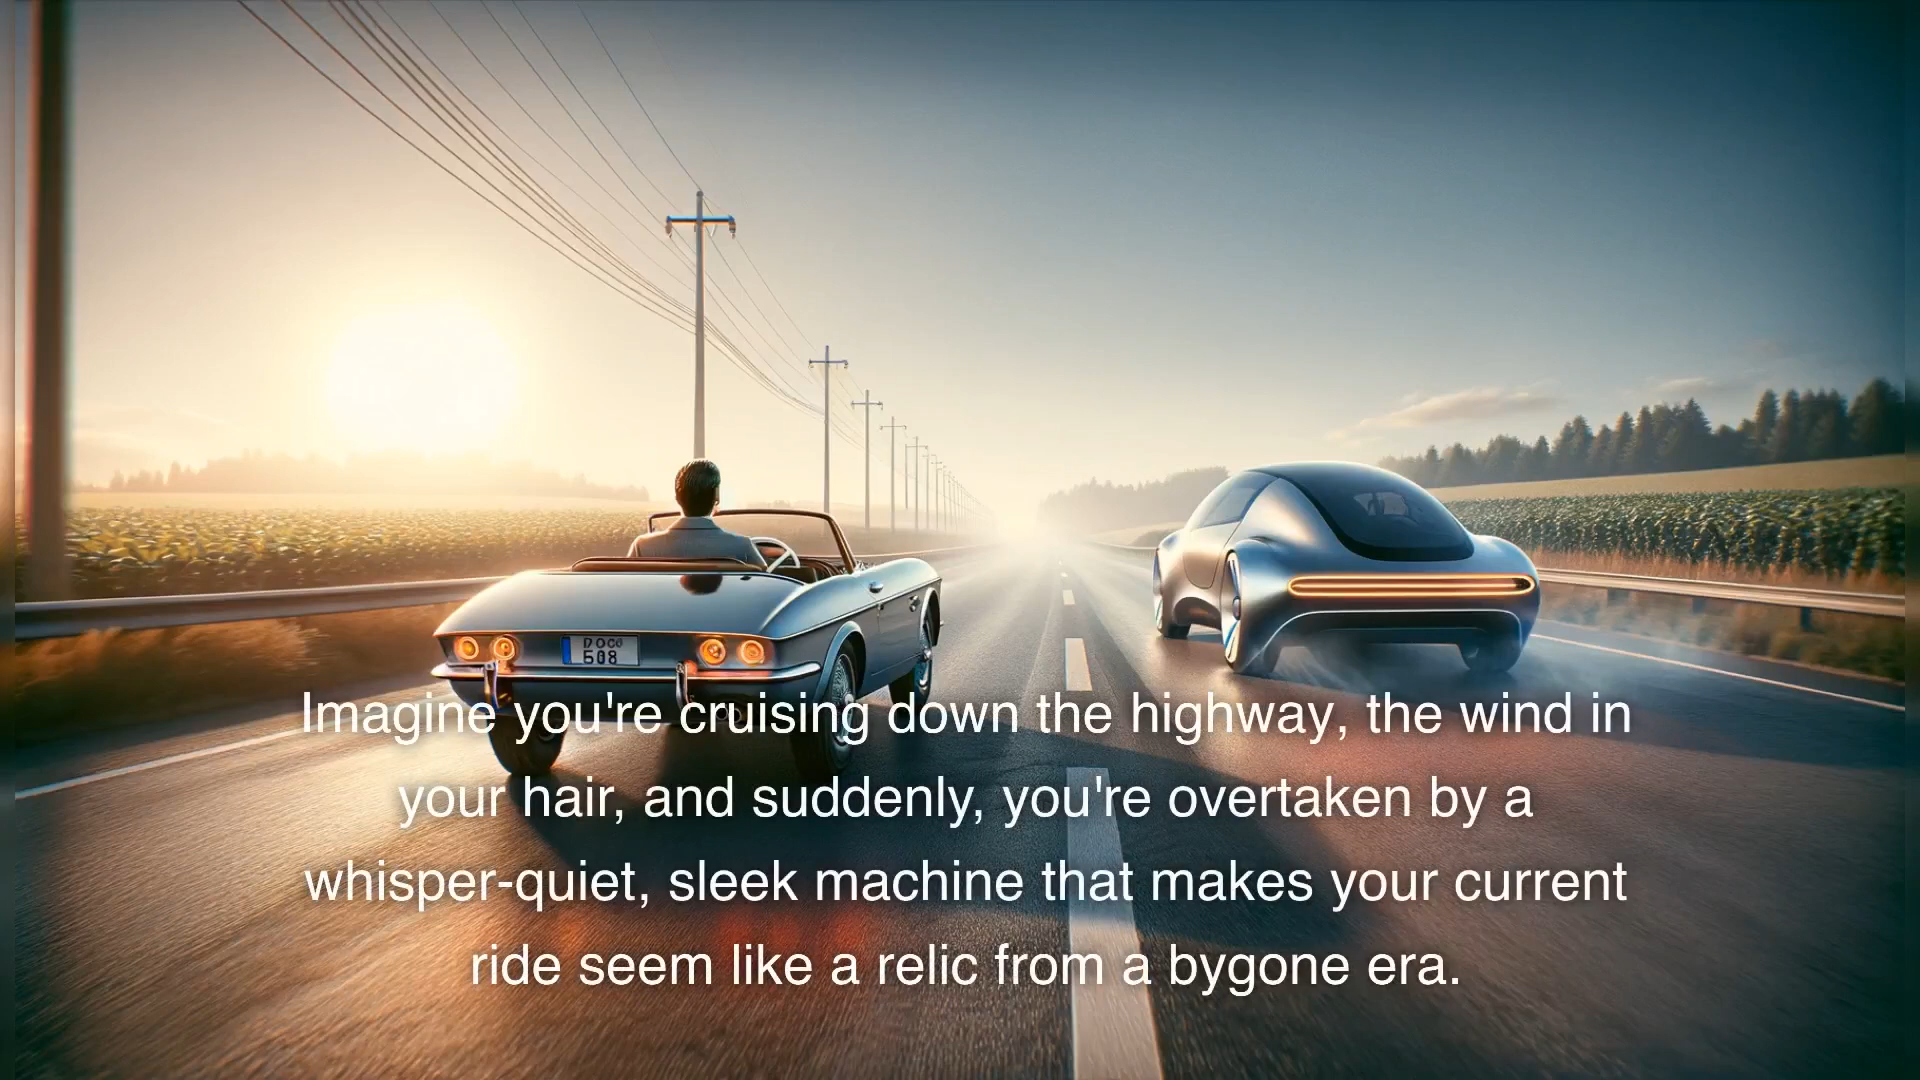 508
Imagine you're cruising down the highway, the wind in
your hair, and suddenly, you're overtaken by a
whisper-quiet, sleek machine that makes your current
ride seem like a relic from a bygone era.